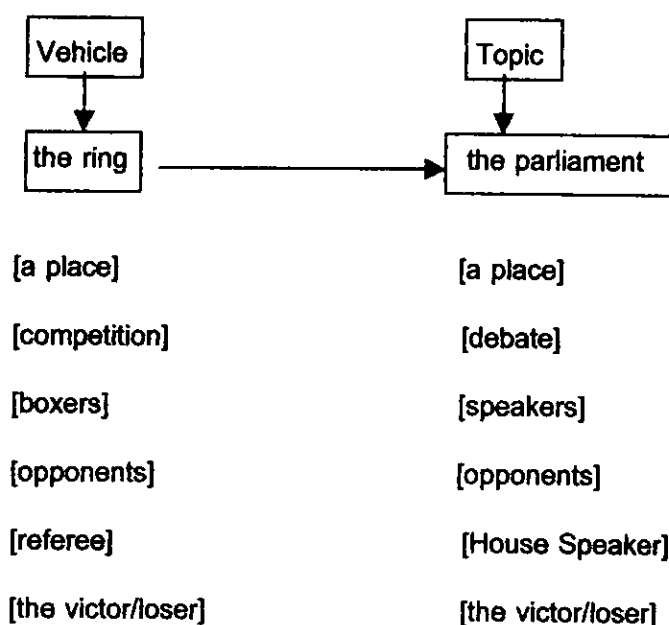 Vehicle Topic
the ring the parliament
[a place] [a place]
[competition] [debate]
[boxers] [speakers]
[opponents] [opponents]
[referee] [House Speaker]
[the victor/loser] [the victor/loser]